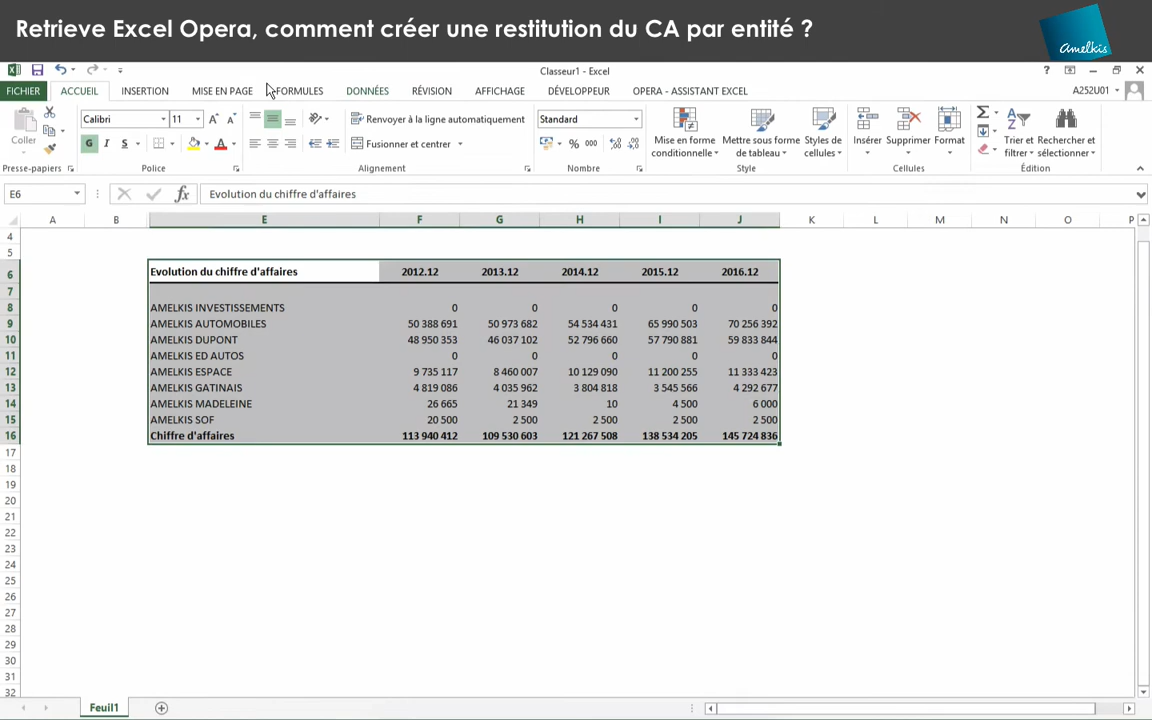 Retrieve Excel Opera, comment créer une restitution du CA par entité ?
amelkis
Classeur1 - Excel
?
FICHIER ACCUEIL INSERTION MISE EN PAGE FORMULES DONNÉES RÉVISION AFFICHAGE DÉVELOPPEUR OPERA - ASSISTANT EXCEL A252U01
Coller
Calibri 11
G I S
Renvoyer à la ligne automatiquement
Fusionner et centrer
Standard
% 000
Mise en forme conditionnelle
Mettre sous forme de tableau
Styles de cellules
Insérer Supprimer Format
Trier et filtrer
Rechercher et sélectionner
Presse-papiers Police Alignement Nombre Style Cellules Édition
E6 fx Evolution du chiffre d'affaires
A B E F G H I J K L M N O P
4
5
6 Evolution du chiffre d'affaires 2012.12 2013.12 2014.12 2015.12 2016.12
7
8 AMELKIS INVESTISSEMENTS 0 0 0 0 0
9 AMELKIS AUTOMOBILES 50 388 691 50 973 682 54 534 431 65 990 503 70 256 392
10 AMELKIS DUPONT 48 950 353 46 037 102 52 796 660 57 790 881 59 833 844
11 AMELKIS ED AUTOS 0 0 0 0 0
12 AMELKIS ESPACE 9 735 117 8 460 007 10 129 090 11 200 255 11 333 423
13 AMELKIS GATINAIS 4 819 086 4 035 962 3 804 818 3 545 566 4 292 677
14 AMELKIS MADELEINE 26 665 21 349 10 4 500 6 000
15 AMELKIS SOF 20 500 2 500 2 500 2 500 2 500
16 Chiffre d'affaires 113 940 412 109 530 603 121 267 508 138 534 205 145 724 836
17
18
19
20
21
22
23
24
25
26
27
28
29
30
31
32
Feuil1